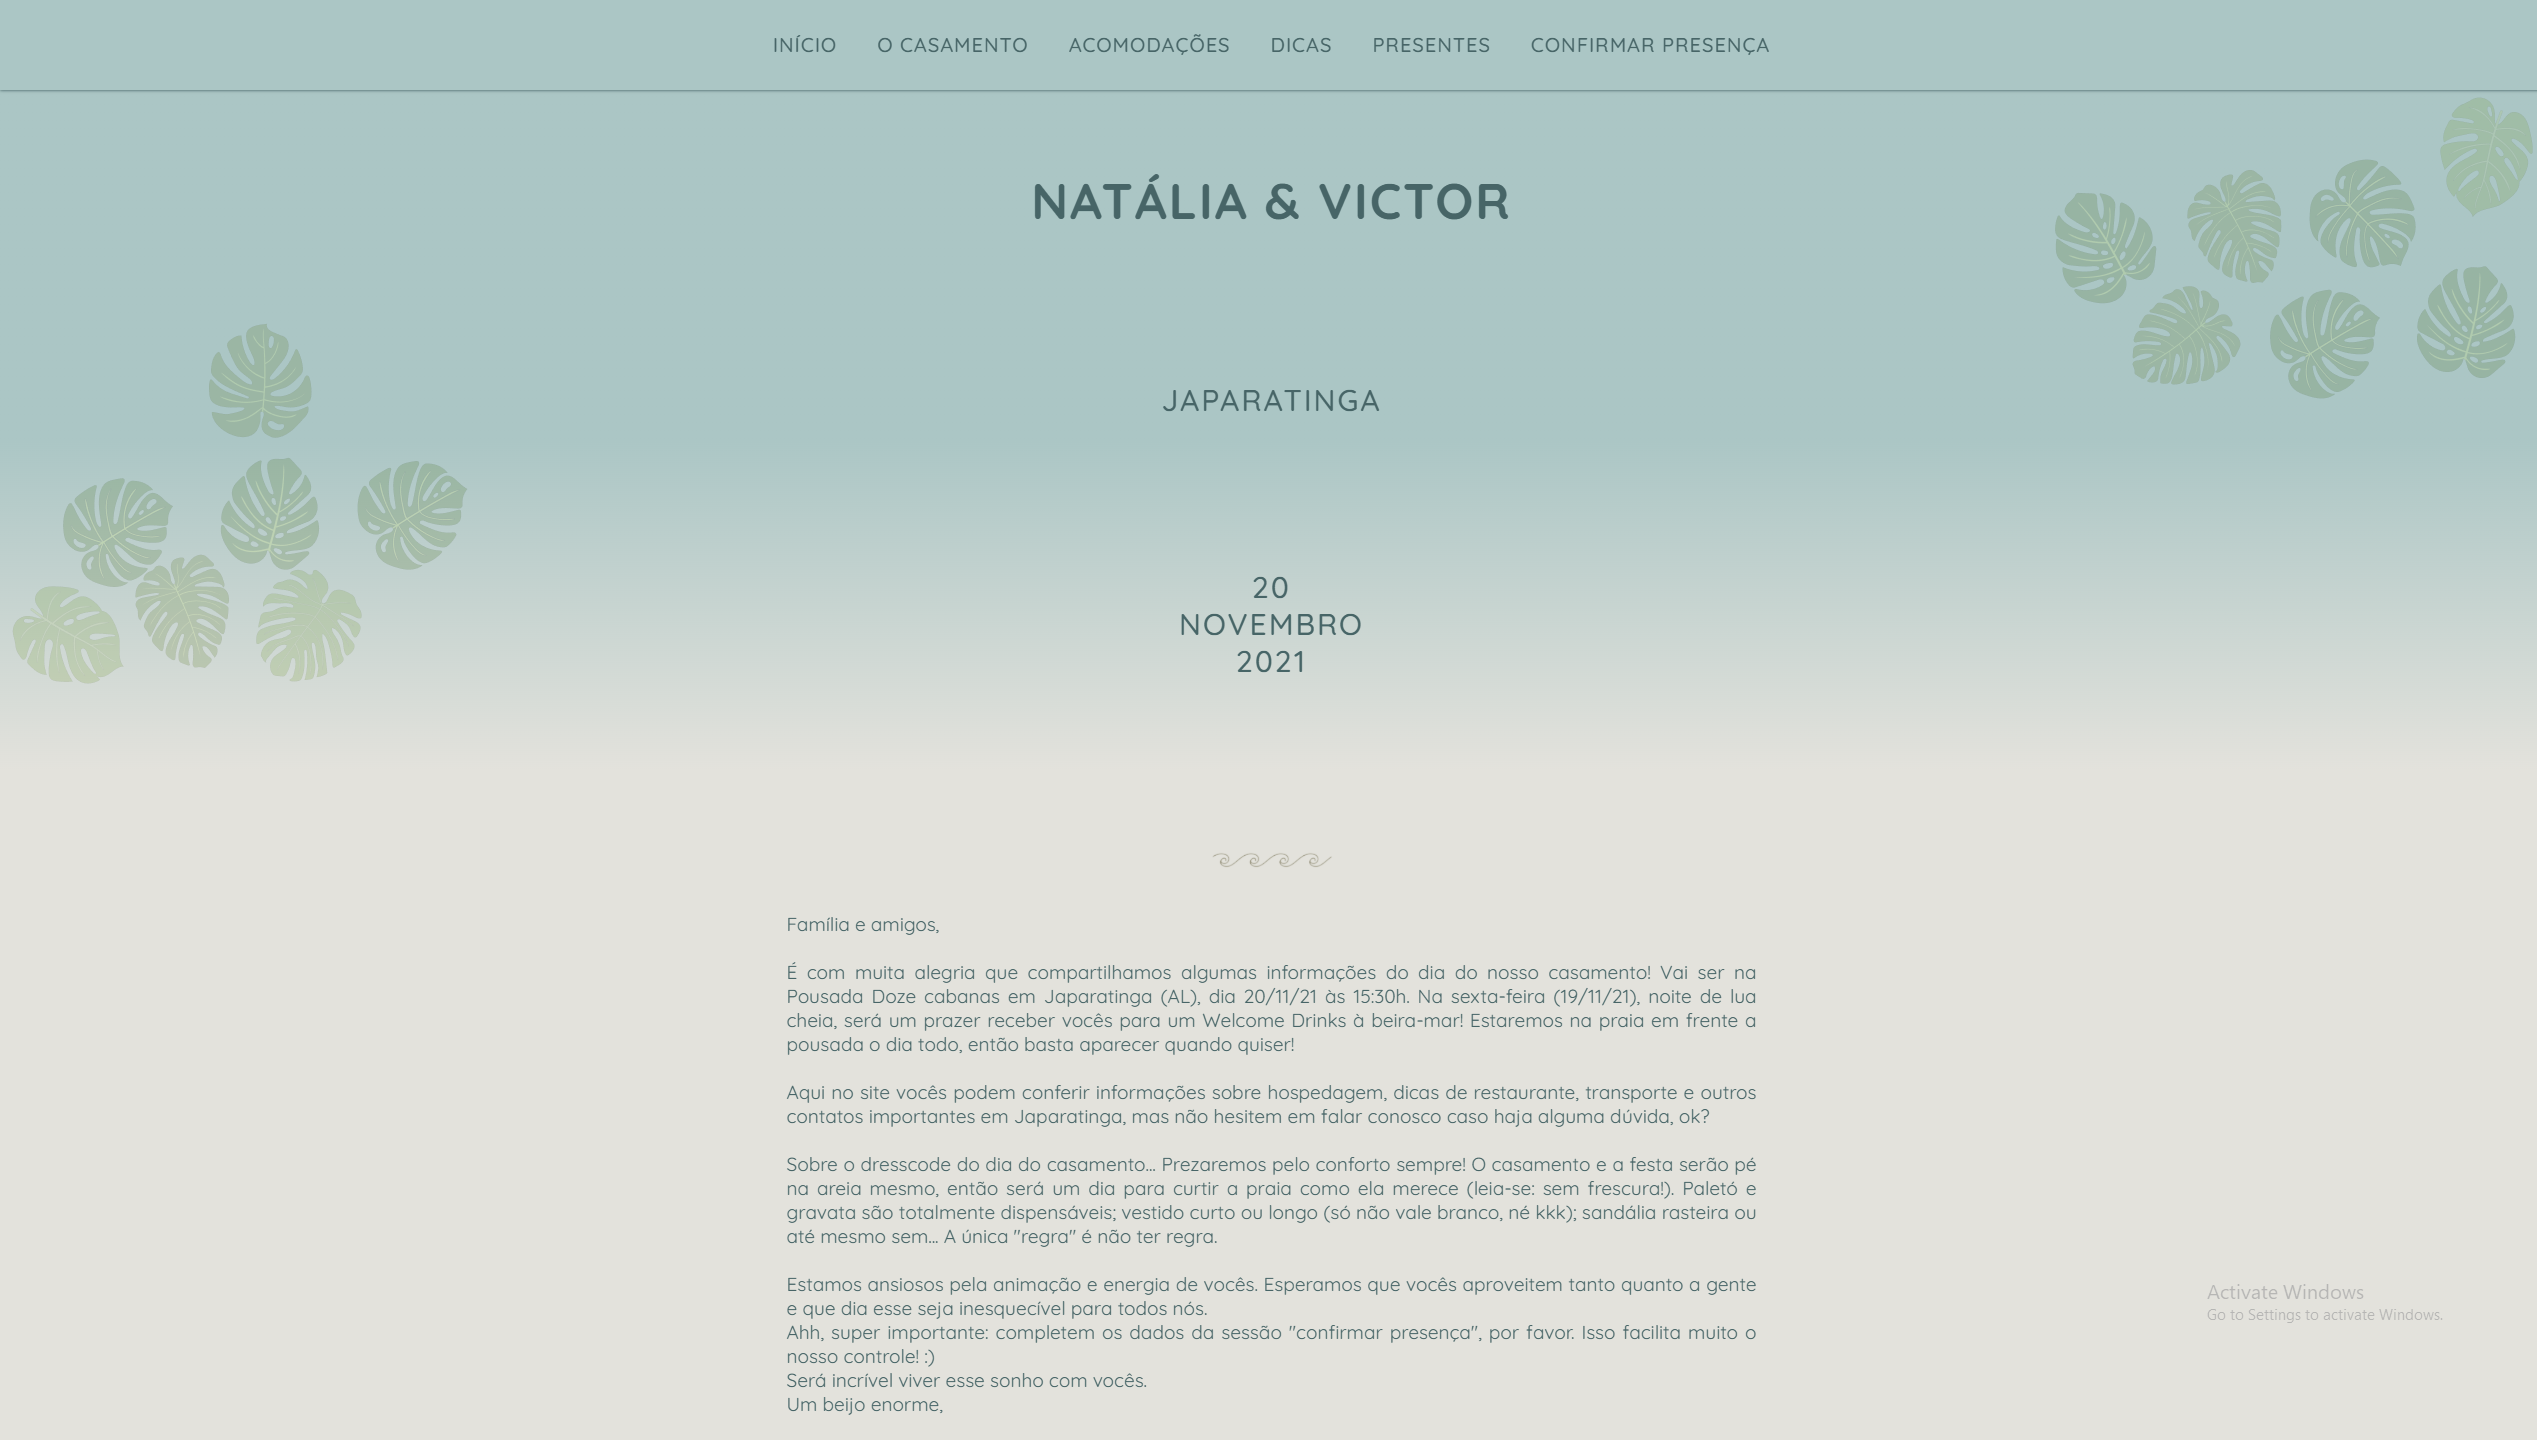 INÍCIO O CASAMENTO ACOMODAÇÕES DICAS PRESENTES CONFIRMAR PRESENÇA
NATÁLIA & VICTOR
JAPARATINGA
20
NOVEMBRO
2021
Família e amigos,
É com muita alegria que compartilhamos algumas informações do dia do nosso casamento! Vai ser na
Pousada Doze cabanas em Japaratinga (AL), dia 20/11/21 às 15:30h. Na sexta-feira (19/11/21), noite de lua
cheia, será um prazer receber vocês para um Welcome Drinks à beira-mar! Estaremos na praia em frente a
pousada o dia todo, então basta aparecer quando quiser!
Aqui no site vocês podem conferir informações sobre hospedagem, dicas de restaurante, transporte e outros
contatos importantes em Japaratinga, mas não hesitem em falar conosco caso haja alguma dúvida, ok?
Sobre o dresscode do dia do casamento... Prezaremos pelo conforto sempre! O casamento e a festa serão pé
na areia mesmo, então será um dia para curtir a praia como ela merece (leia-se: sem frescura!). Paletó e
gravata são totalmente dispensáveis; vestido curto ou longo (só não vale branco, né kkk); sandália rasteira ou
até mesmo sem... A única "regra" é não ter regra.
Estamos ansiosos pela animação e energia de vocês. Esperamos que vocês aproveitem tanto quanto a gente
e que dia esse seja inesquecível para todos nós.
Ahh, super importante: completem os dados da sessão "confirmar presença", por favor. Isso facilita muito o
nosso controle! :)
Será incrível viver esse sonho com vocês.
Um beijo enorme,
Activate Windows
Go to Settings to activate Windows.